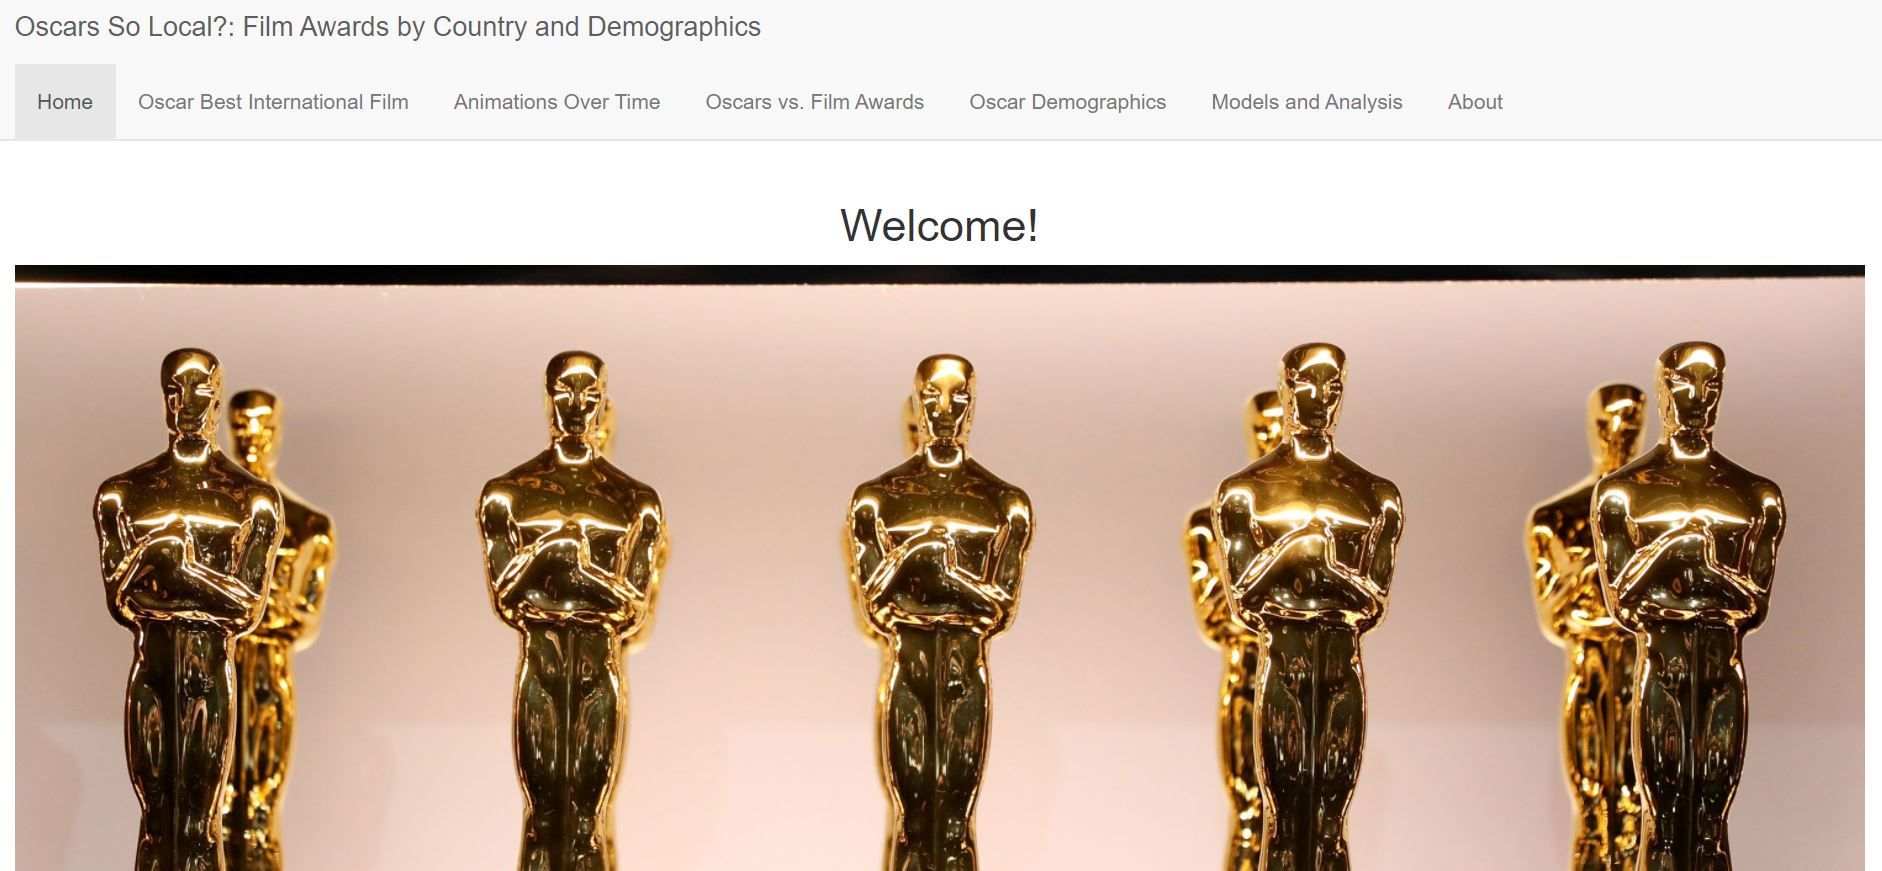 Oscars So Local?: Film Awards by Country and Demographics
Home Oscar Best International Film Animations Over Time Oscars vs. Film Awards Oscar Demographics Models and Analysis About
Welcome!